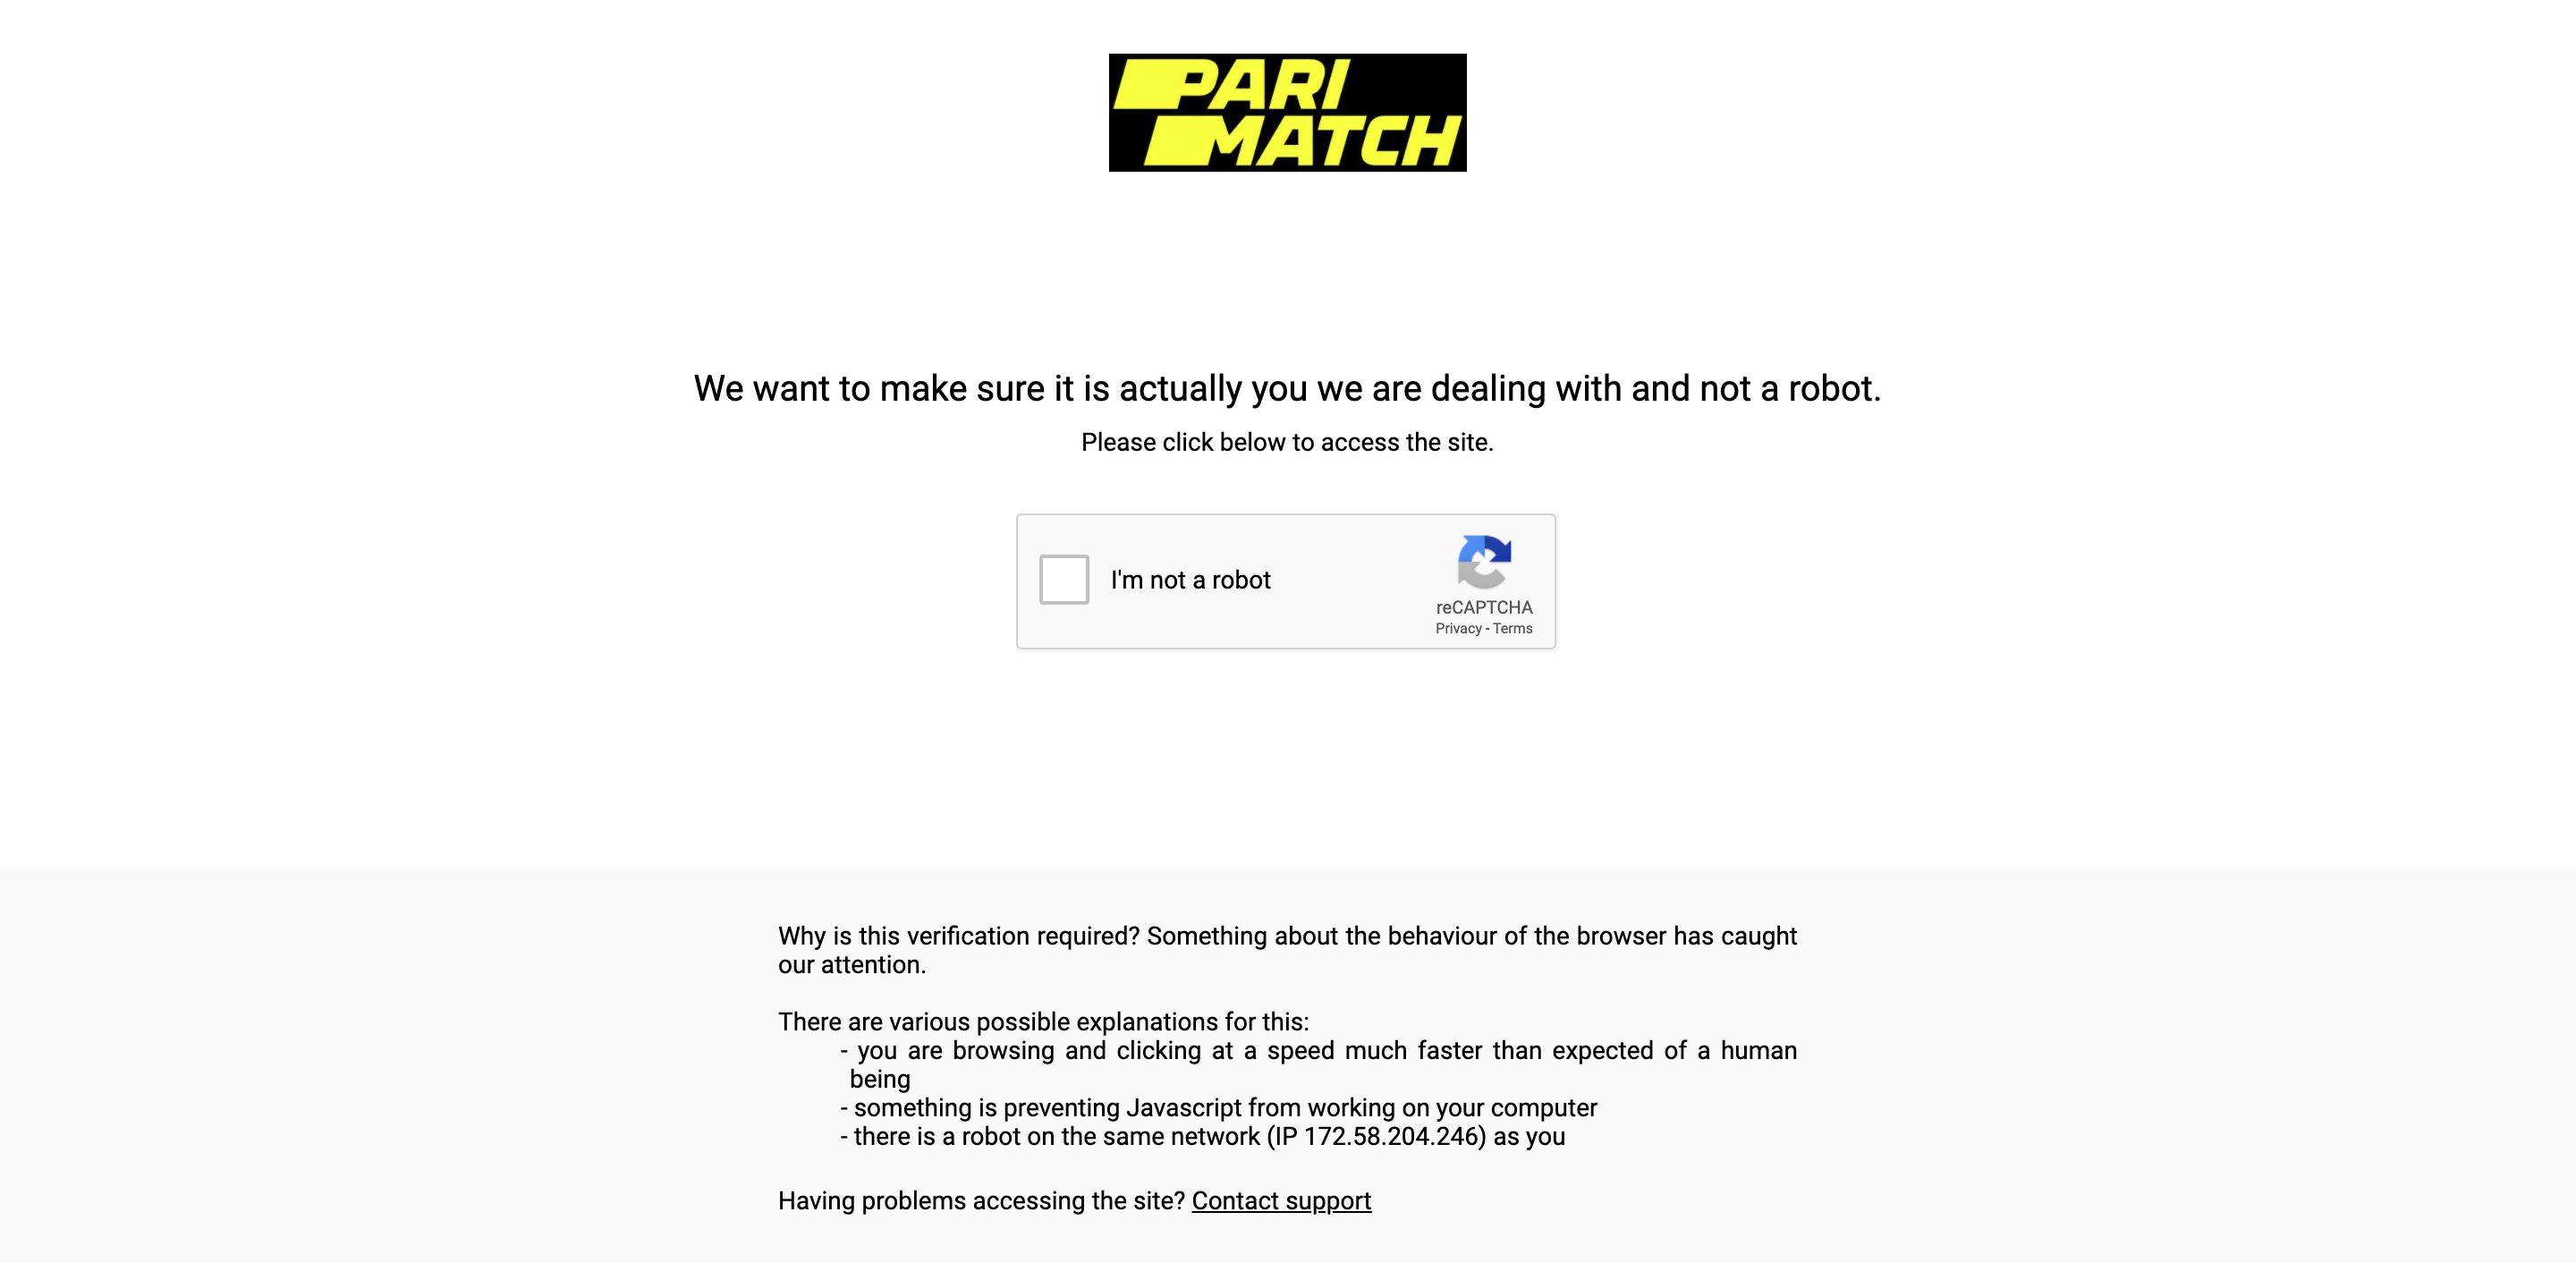 PARI
MATCH
We want to make sure it is actually you we are dealing with and not a robot.
Please click below to access the site.
I'm not a robot
reCAPTCHA
Privacy - Terms
Why is this verification required? Something about the behaviour of the browser has caught
our attention.
There are various possible explanations for this:
- you are browsing and clicking at a speed much faster than expected of a human
being
- something is preventing Javascript from working on your computer
- there is a robot on the same network (IP 172.58.204.246) as you
Having problems accessing the site? Contact support